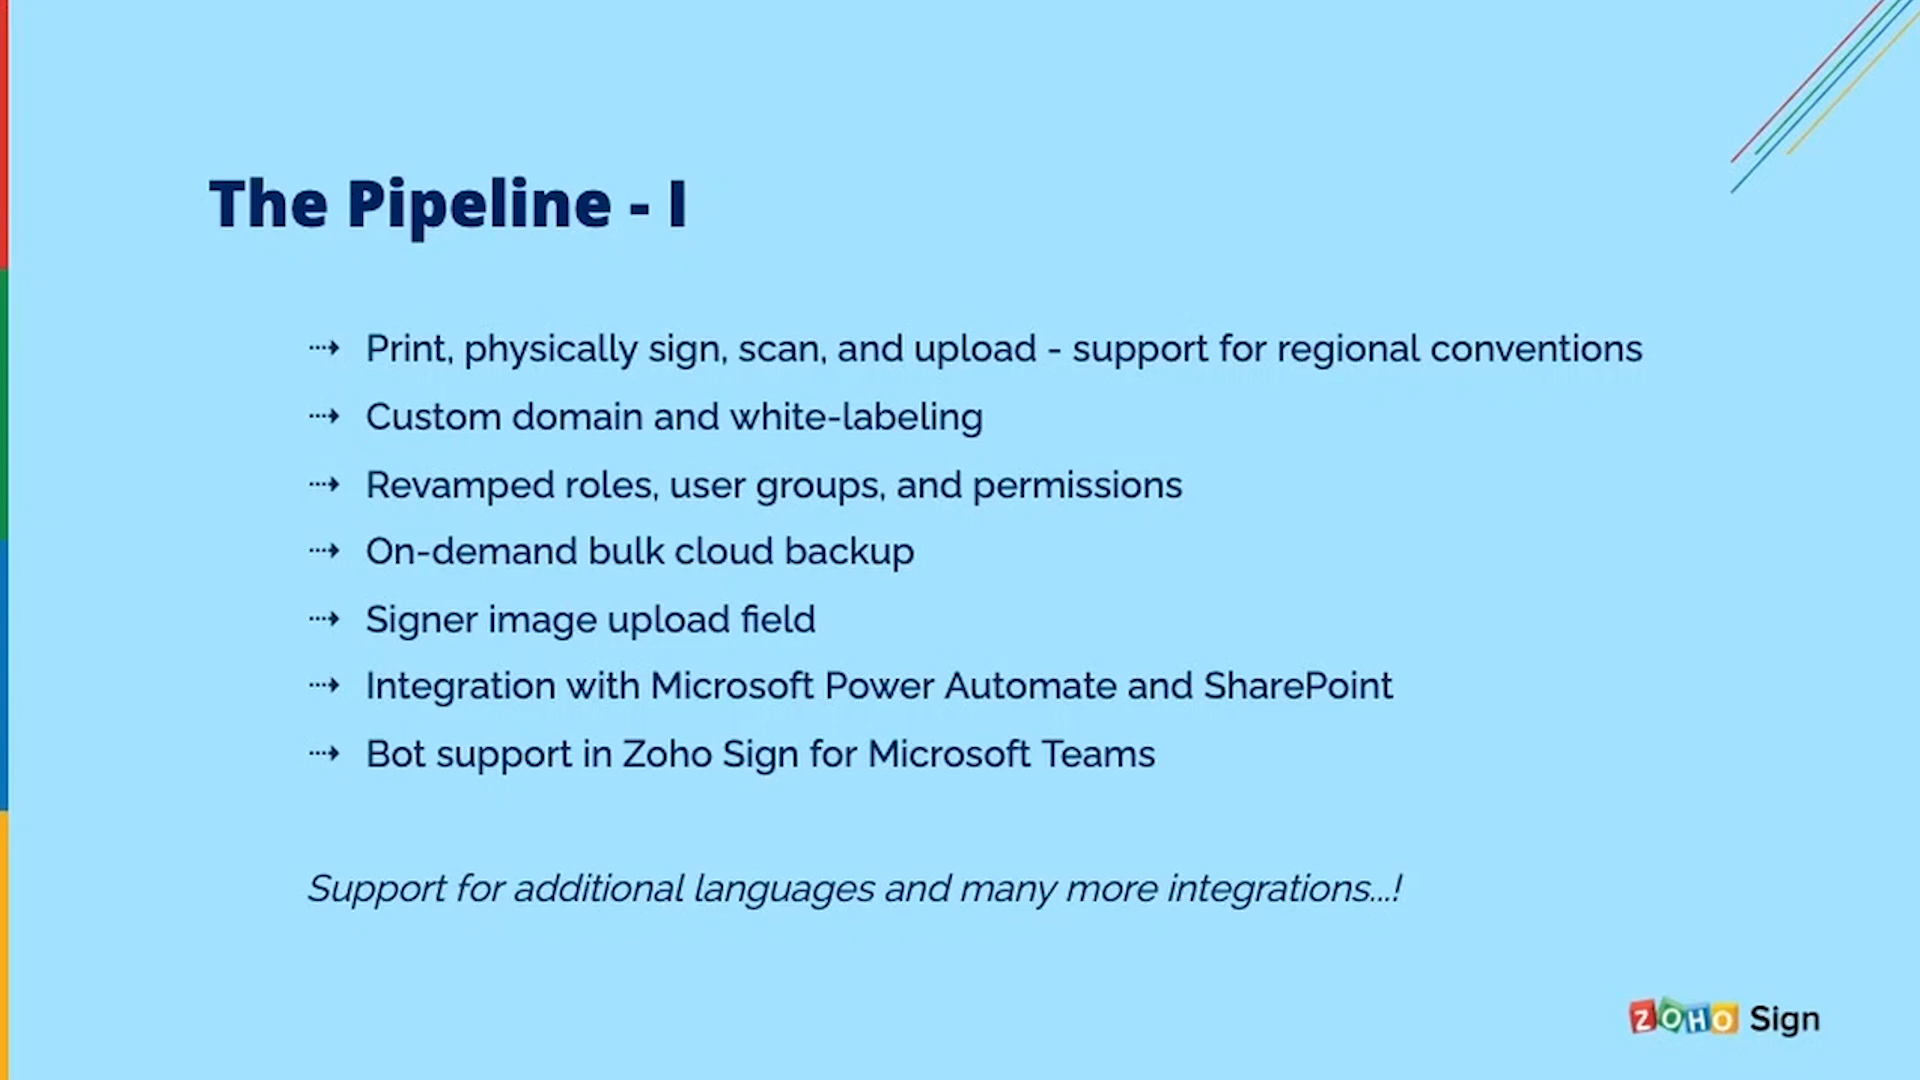 The Pipeline - I
⇢ Print, physically sign, scan, and upload - support for regional conventions
⇢ Custom domain and white-labeling
⇢ Revamped roles, user groups, and permissions
⇢ On-demand bulk cloud backup
⇢ Signer image upload field
⇢ Integration with Microsoft Power Automate and SharePoint
⇢ Bot support in Zoho Sign for Microsoft Teams
Support for additional languages and many more integrations...!
ZOHO Sign